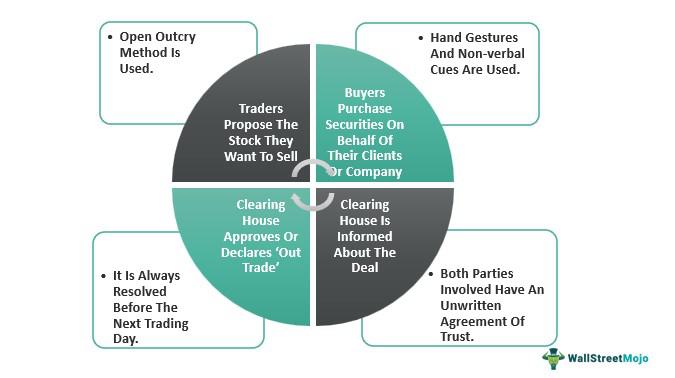 • Open Outcry
Method Is
Used.
• Hand Gestures
And Non-verbal
Cues Are Used.
Traders
Propose The
Stock They
Want To Sell
Buyers
Purchase
Securities On
Behalf Of
Their Clients
Or Company
Clearing
House
Approves Or
Declares ‘Out
Trade’
Clearing
House Is
Informed
About The
Deal
• It Is Always
Resolved
Before The
Next Trading
Day.
• Both Parties
Involved Have An
Unwritten
Agreement Of
Trust.
WallStreetMojo